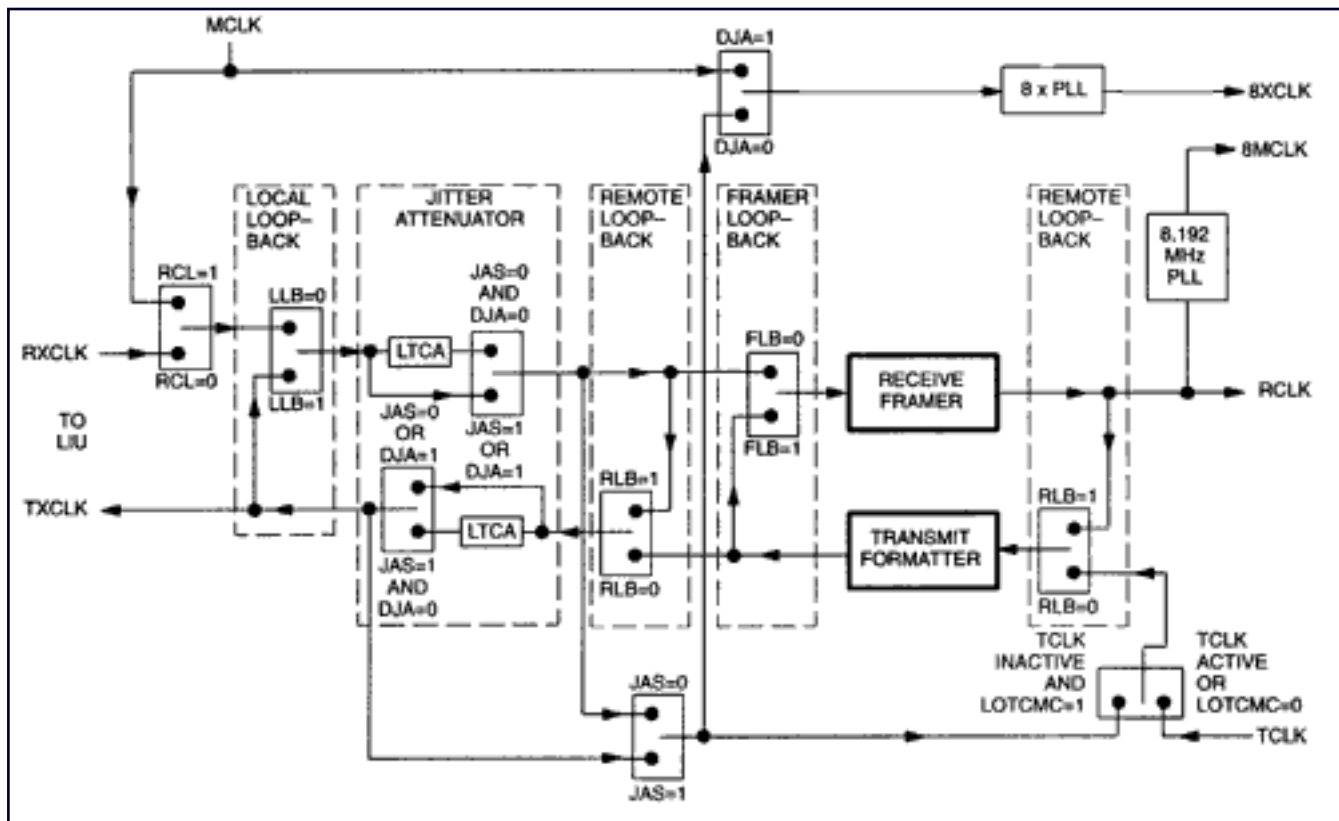 MCLK
DJA=1
8 x PLL
8XCLK
DJA=0
8MCLK
LOCAL
LOOP-
BACK
JITTER
ATTENUATOR
REMOTE
LOOP-
BACK
FRAMER
LOOP-
BACK
REMOTE
LOOP-
BACK
8.192
MHz
PLL
RCL=1
LLB=0
JAS=0
AND
DJA=0
RXCLK
LTCA
FLB=0
RECEIVE
FRAMER
RCLK
RCL=0
LLB=1
TO
LIU
JAS=0
OR
DJA=1
JAS=1
OR
DJA=1
FLB=1
RLB=1
RLB=1
TXCLK
LTCA
TRANSMIT
FORMATTER
JAS=1
AND
DJA=0
RLB=0
RLB=0
TCLK
INACTIVE
AND
LOTCMC=1
TCLK
ACTIVE
OR
LOTCMC=0
JAS=0
TCLK
JAS=1